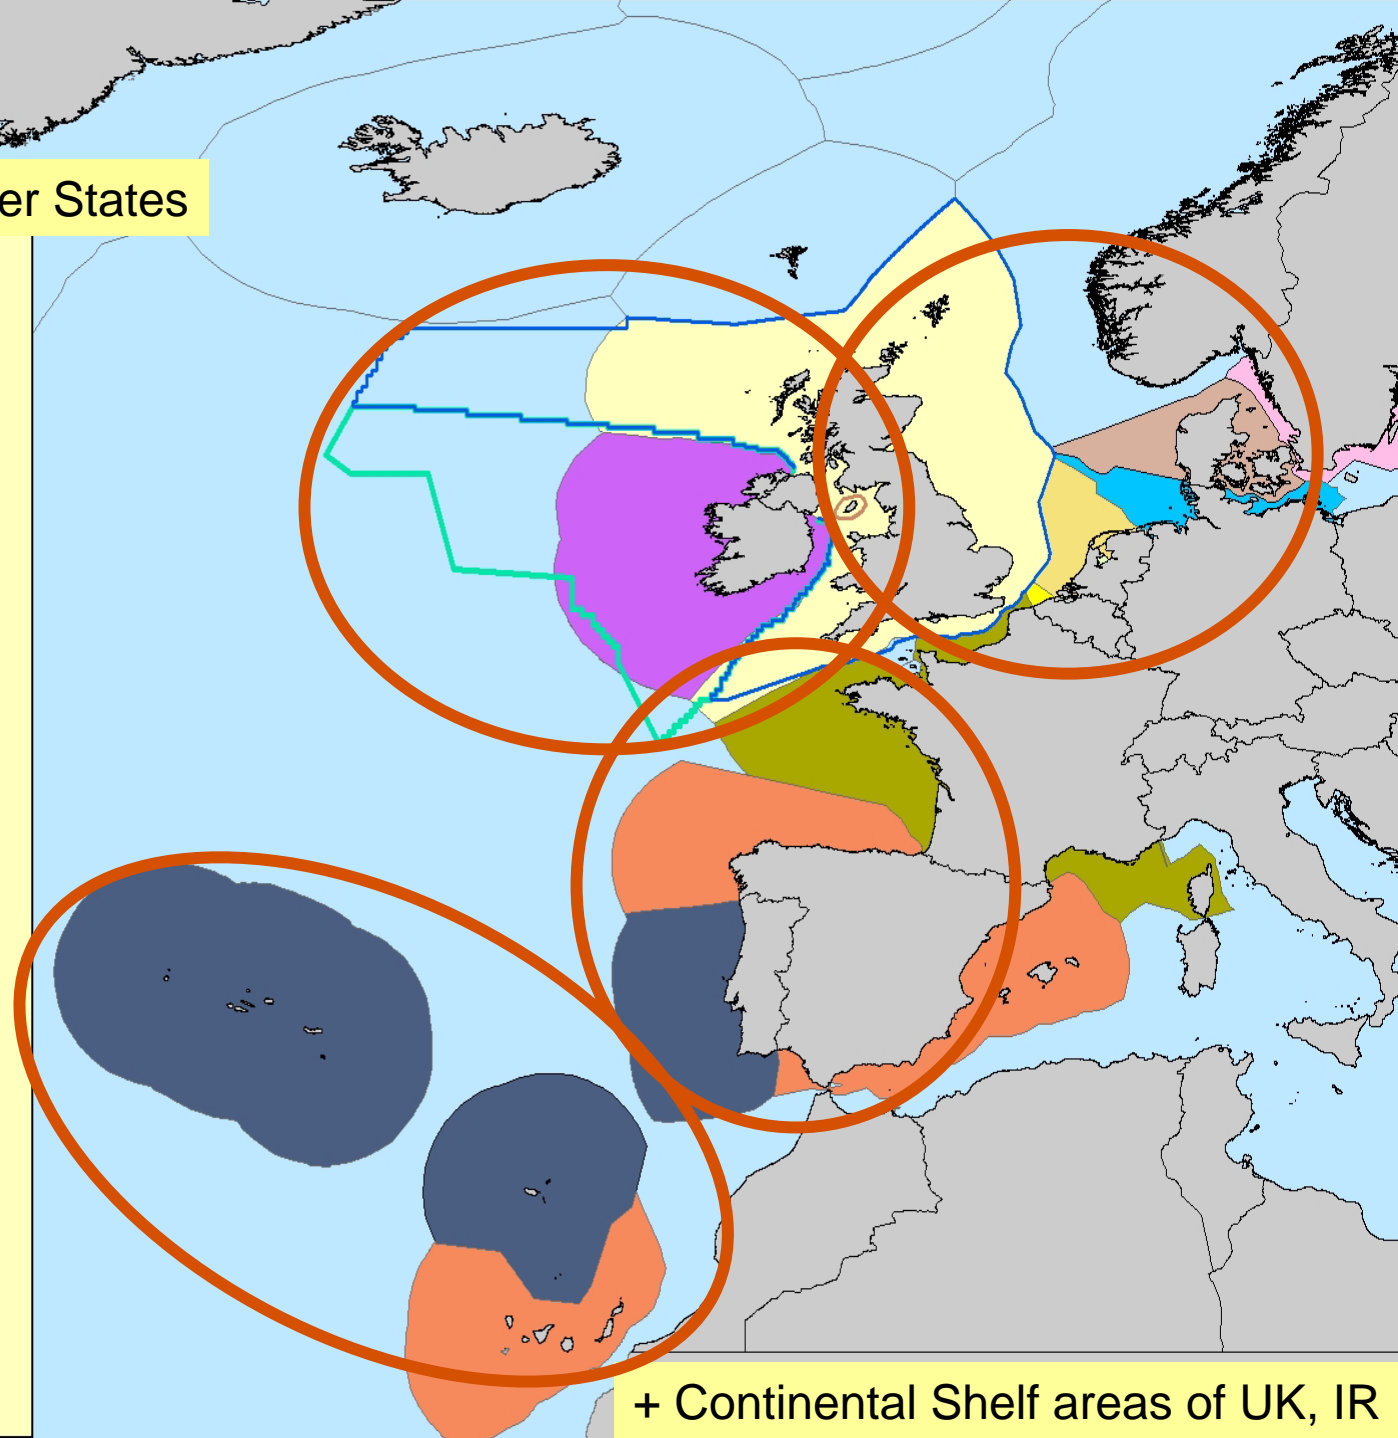 er States
+ Continental Shelf areas of UK, IR